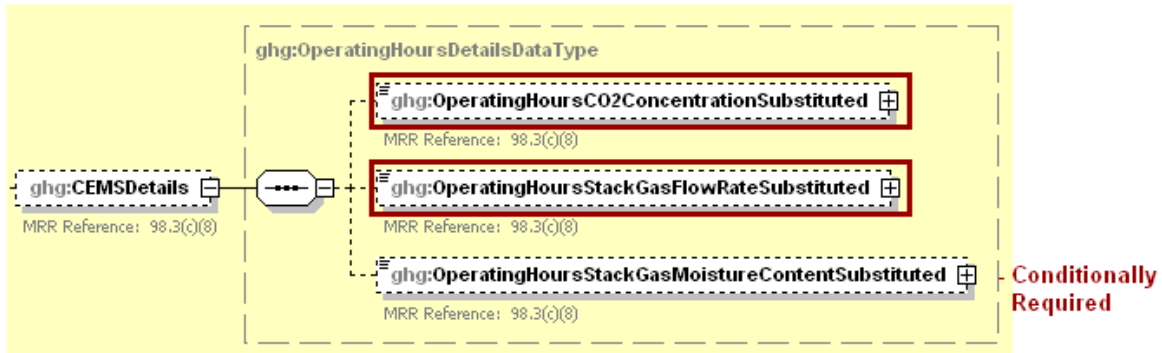 ghg:OperatingHoursDetailsDataType
ghg:OperatingHoursCO2ConcentrationSubstituted
MRR Reference: 98.3(c)(8)
ghg:CEMSDetails
MRR Reference: 98.3(c)(8)
ghg:OperatingHoursStackGasFlowRateSubstituted
MRR Reference: 98.3(c)(8)
ghg:OperatingHoursStackGasMoistureContentSubstituted
MRR Reference: 98.3(c)(8)
Conditionally
Required